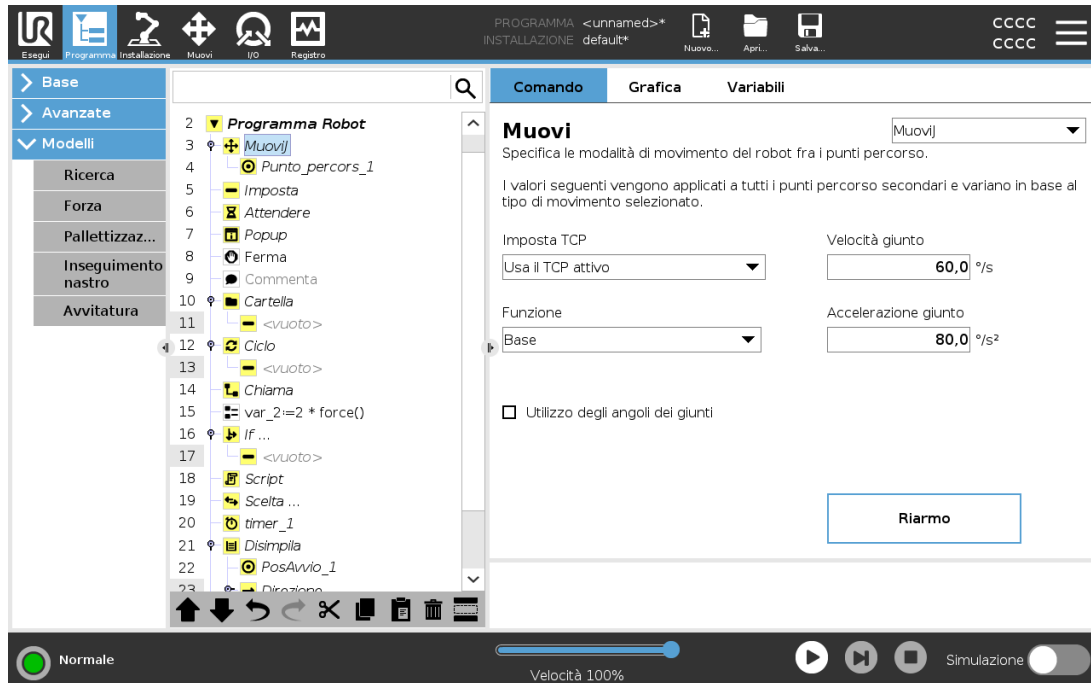 UR
Esegui
Programma
Installazione
Muovi
I/O
Registro
PROGRAMMA <unnamed>*
INSTALLAZIONE default*
Nuovo...
Apri...
Salva...
CCCC
CCCC
Base
Avanzate
Modelli
Ricerca
Forza
Pallettizzaz...
Inseguimento
nastro
Avvitatura
2 Programma Robot
3 MuoviJ
4 Punto_percors_1
5 Imposta
6 Attendere
7 Popup
8 Ferma
9 Commenta
10 Cartella
11 <vuoto>
12 Ciclo
13 <vuoto>
14 Chiama
15 var_2:=2 * force()
16 If ...
17 <vuoto>
18 Script
19 Scelta ...
20 timer_1
21 Disimpila
22 PosAvvio_1
23 Direzione
Comando
Grafica
Variabili
Muovi
MuoviJ
Specifica le modalità di movimento del robot fra i punti percorso.
I valori seguenti vengono applicati a tutti i punti percorso secondari e variano in base al
tipo di movimento selezionato.
Imposta TCP
Velocità giunto
Usa il TCP attivo
60,0 °/s
Funzione
Accelerazione giunto
Base
80,0 °/s²
Utilizzo degli angoli dei giunti
Riarmo
Normale
Velocità 100%
Simulazione